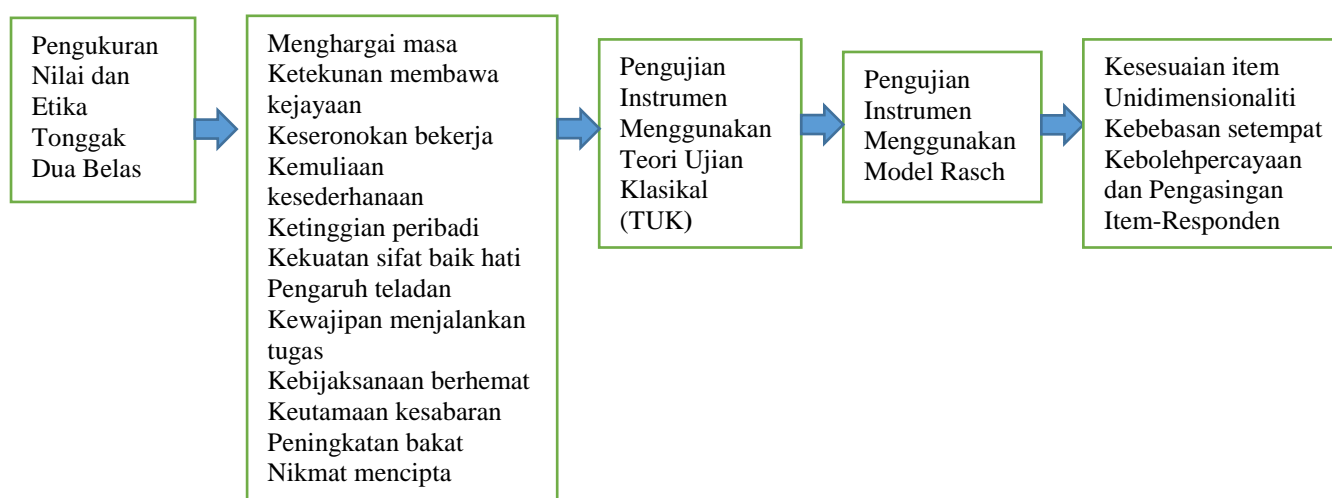 Pengukuran
Nilai dan
Etika
Tonggak
Dua Belas
Menghargai masa
Ketekunan membawa
kejayaan
Keseronokan bekerja
Kemuliaan
kesederhanaan
Ketinggian peribadi
Kekuatan sifat baik hati
Pengaruh teladan
Kewajipan menjalankan
tugas
Kebijaksanaan berhemat
Keutamaan kesabaran
Peningkatan bakat
Nikmat mencipta
Pengujian
Instrumen
Menggunakan
Teori Ujian
Klasikal
(TUK)
Pengujian
Instrumen
Menggunakan
Model Rasch
Kesesuaian item
Unidimensionaliti
Kebebasan setempat
Kebolehpercayaan
dan Pengasingan
Item-Responden